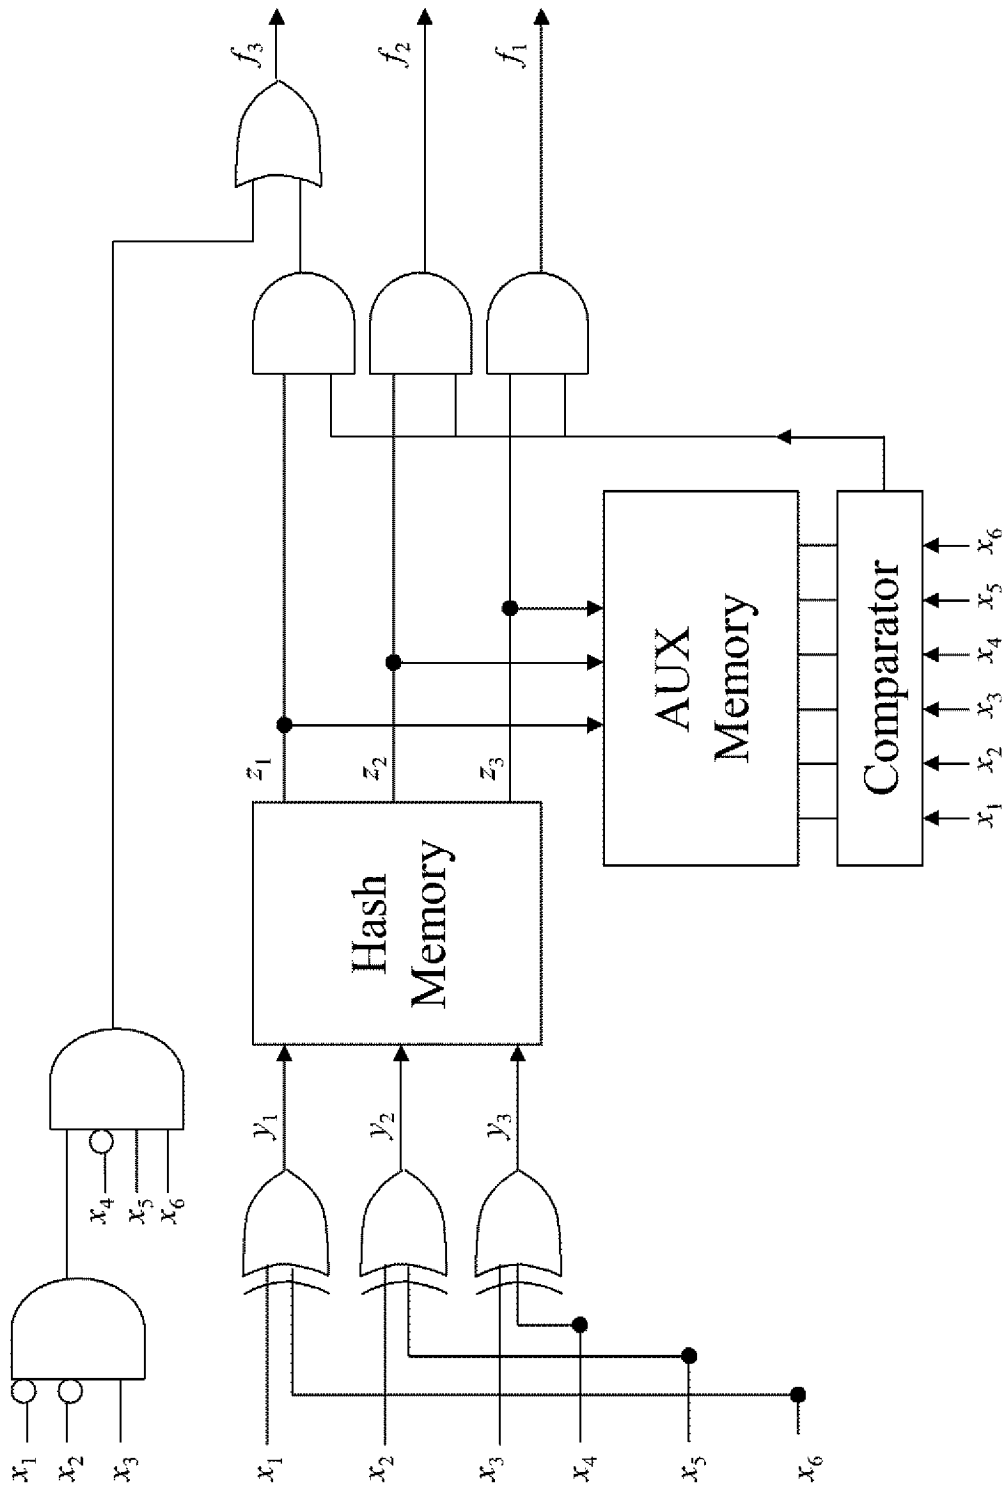 x1
x2
x3
x4
x5
x6
x1
x2
x3
x4
x5
x6
y1
y2
y3
Hash
Memory
z1
z2
z3
AUX
Memory
Comparator
x1
x2
x3
x4
x5
x6
f3
f2
f1